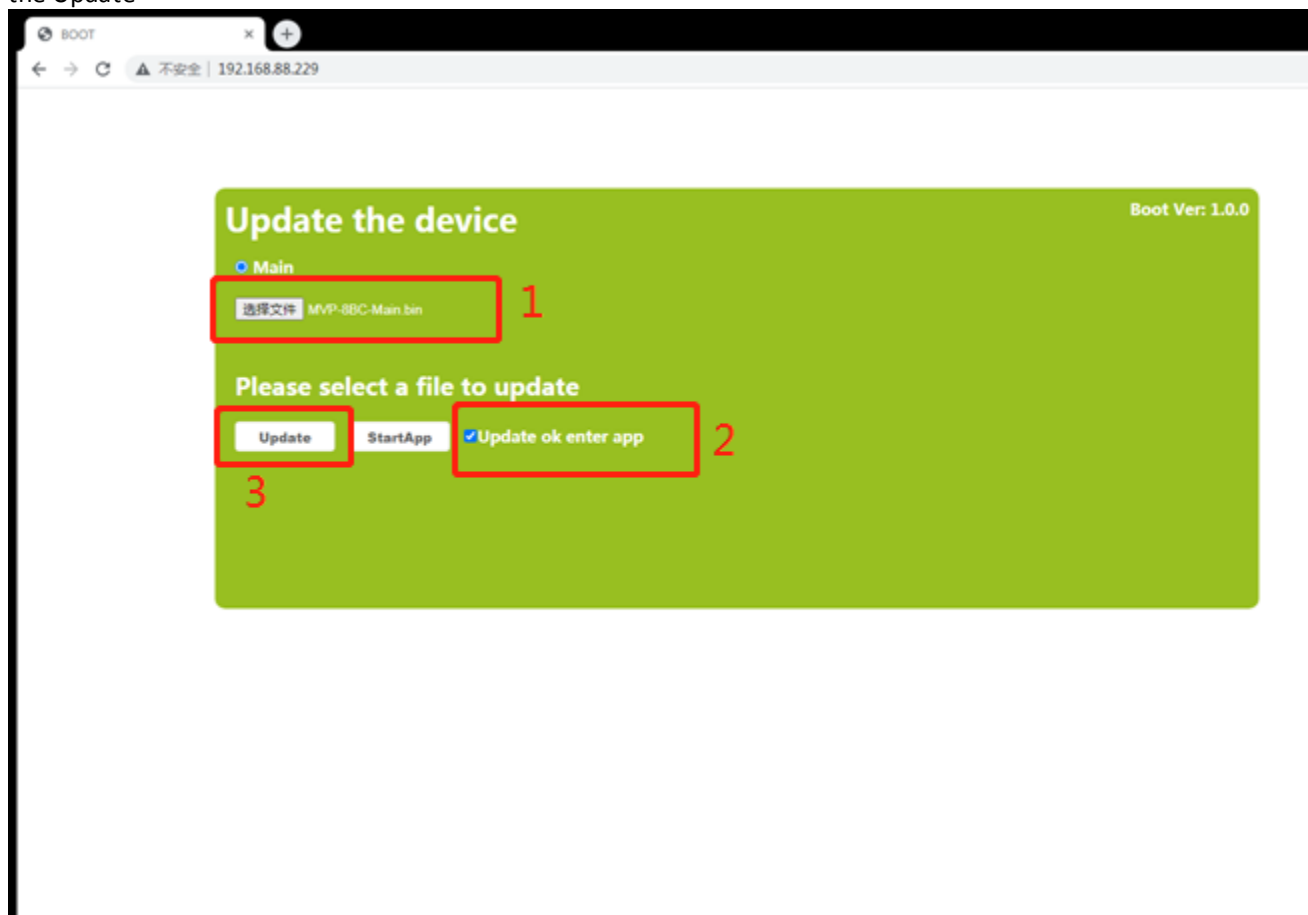 the Update
BOOT
不安全 192.168.88.229
Update the device
Boot Ver: 1.0.0
Main
选择文件 MVP-8BC-Main.bin
1
Please select a file to update
Update StartApp Update ok enter app
2
3